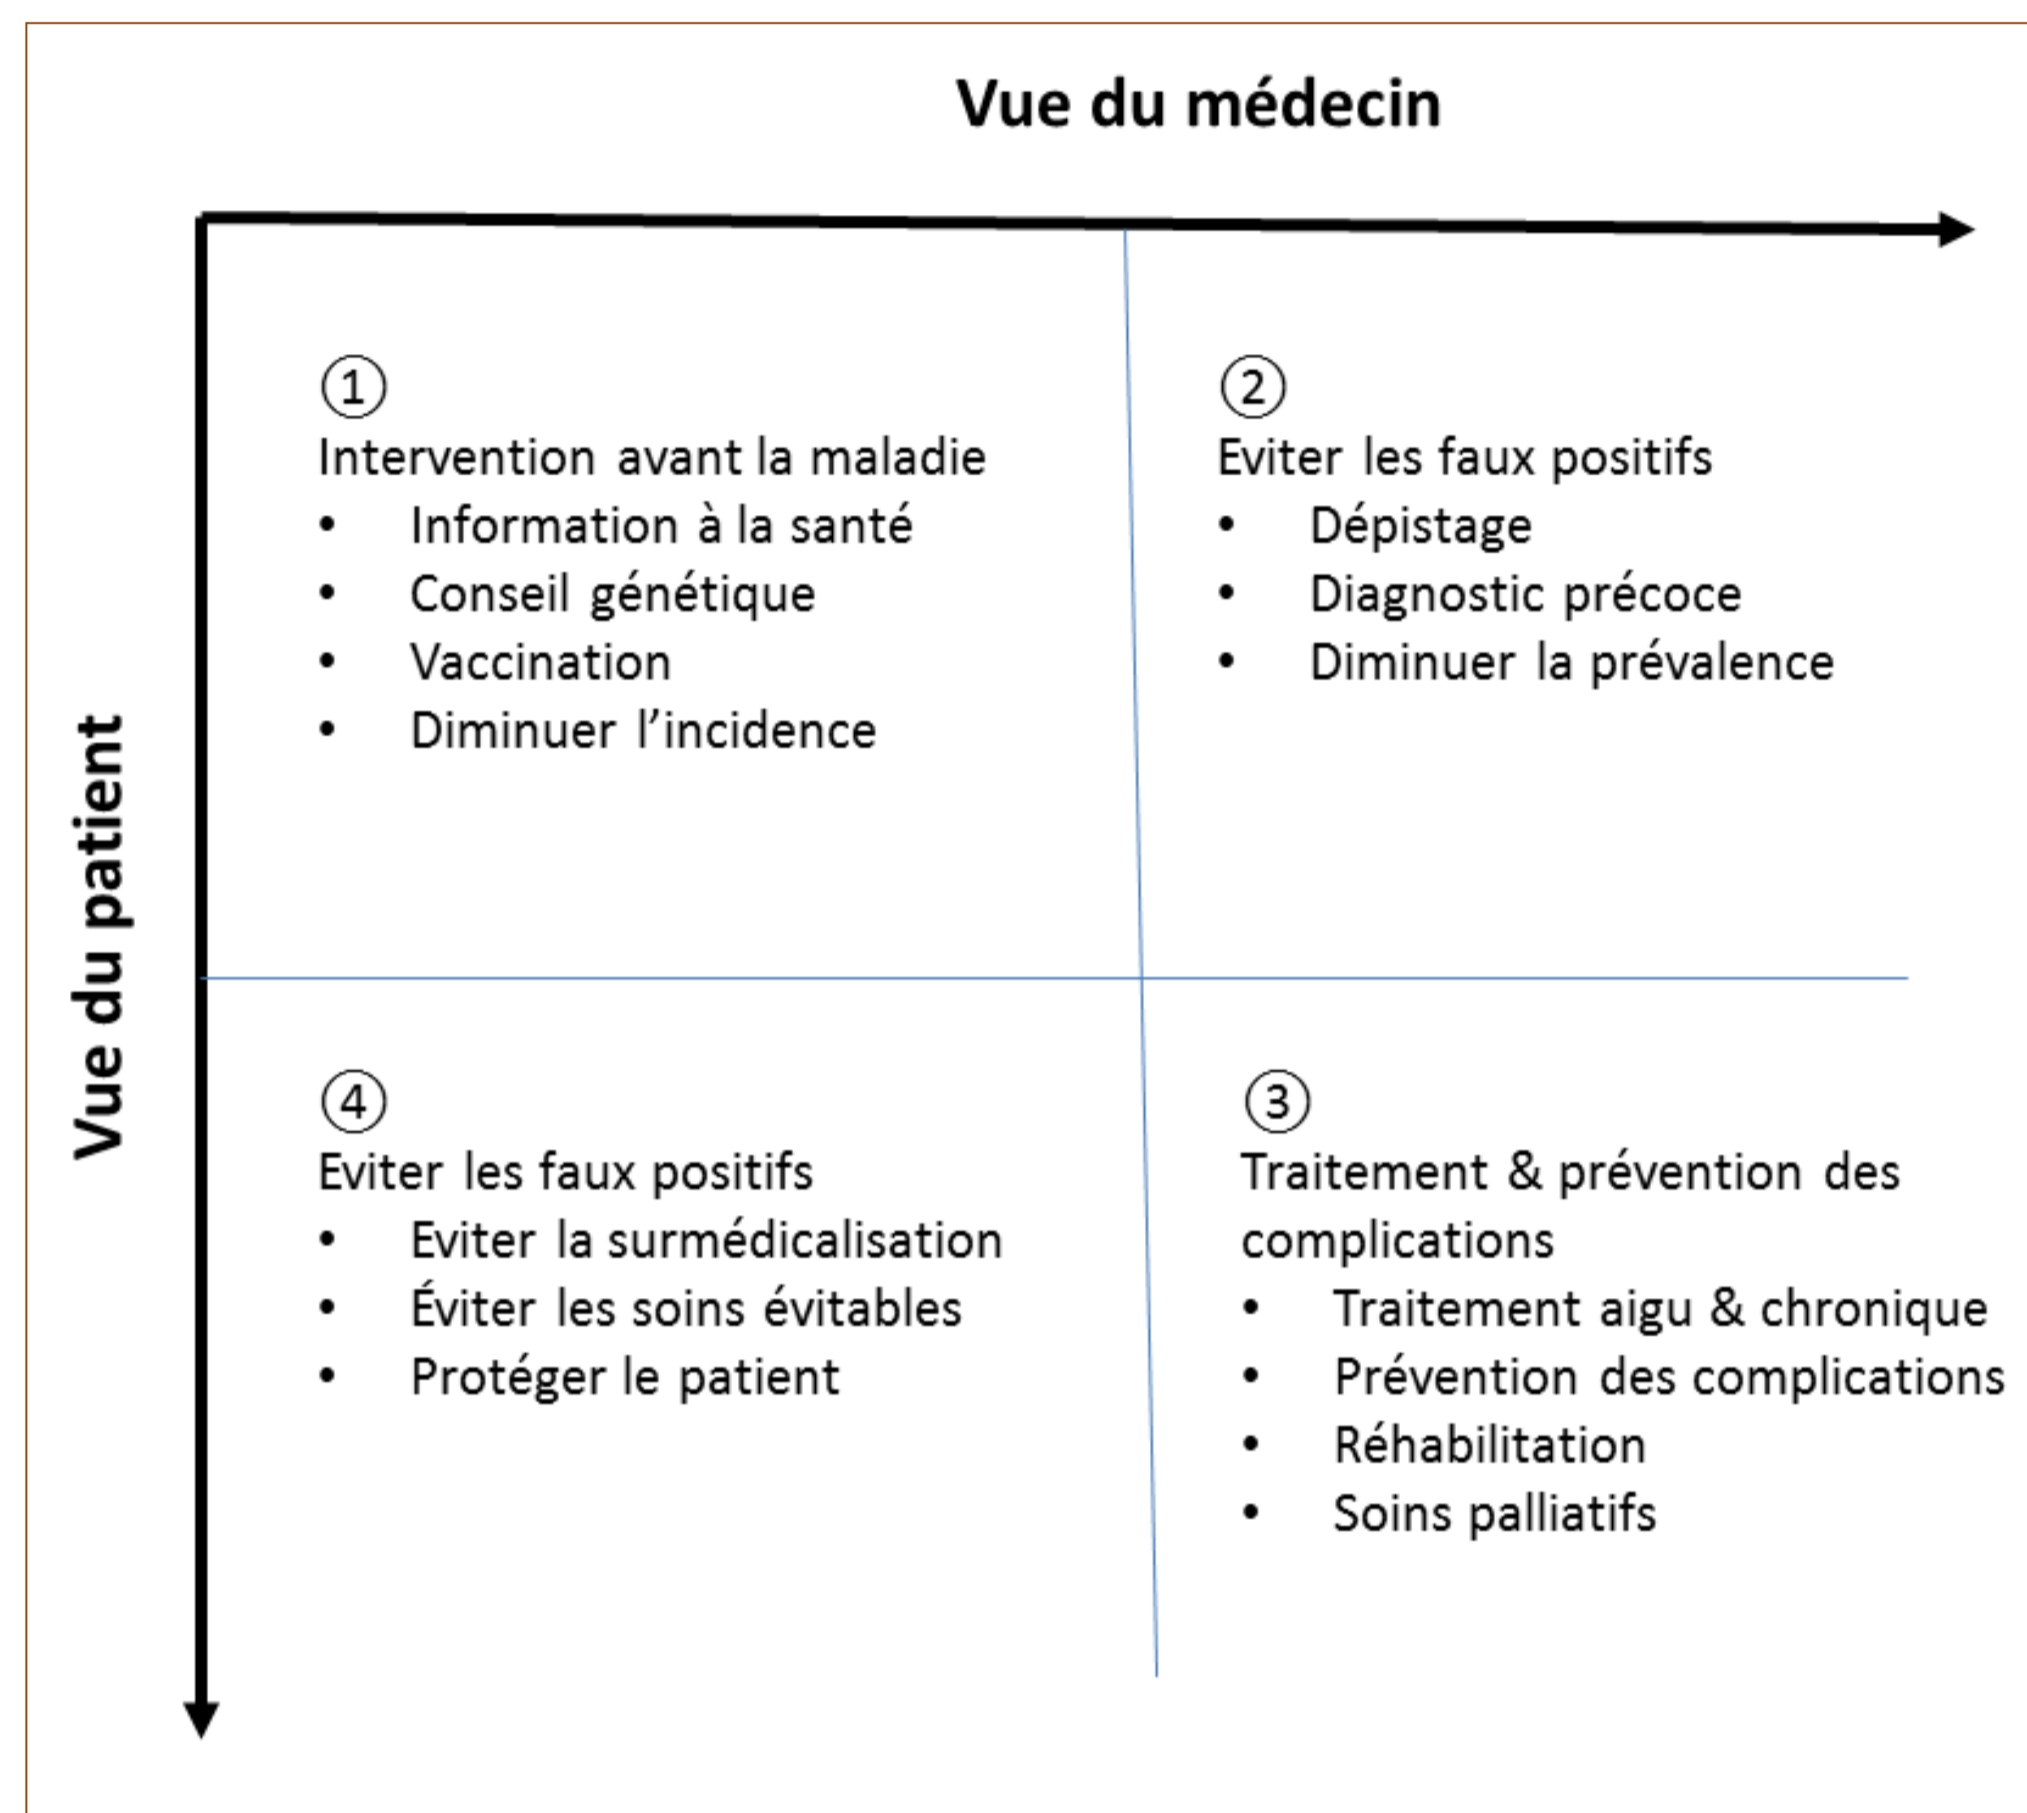 Vue du médecin
Vue du patient
①
Intervention avant la maladie
• Information à la santé
• Conseil génétique
• Vaccination
• Diminuer l’incidence
②
Eviter les faux positifs
• Dépistage
• Diagnostic précoce
• Diminuer la prévalence
④
Eviter les faux positifs
• Eviter la surmédicalisation
• Éviter les soins évitables
• Protéger le patient
③
Traitement & prévention des
complications
• Traitement aigu & chronique
• Prévention des complications
• Réhabilitation
• Soins palliatifs